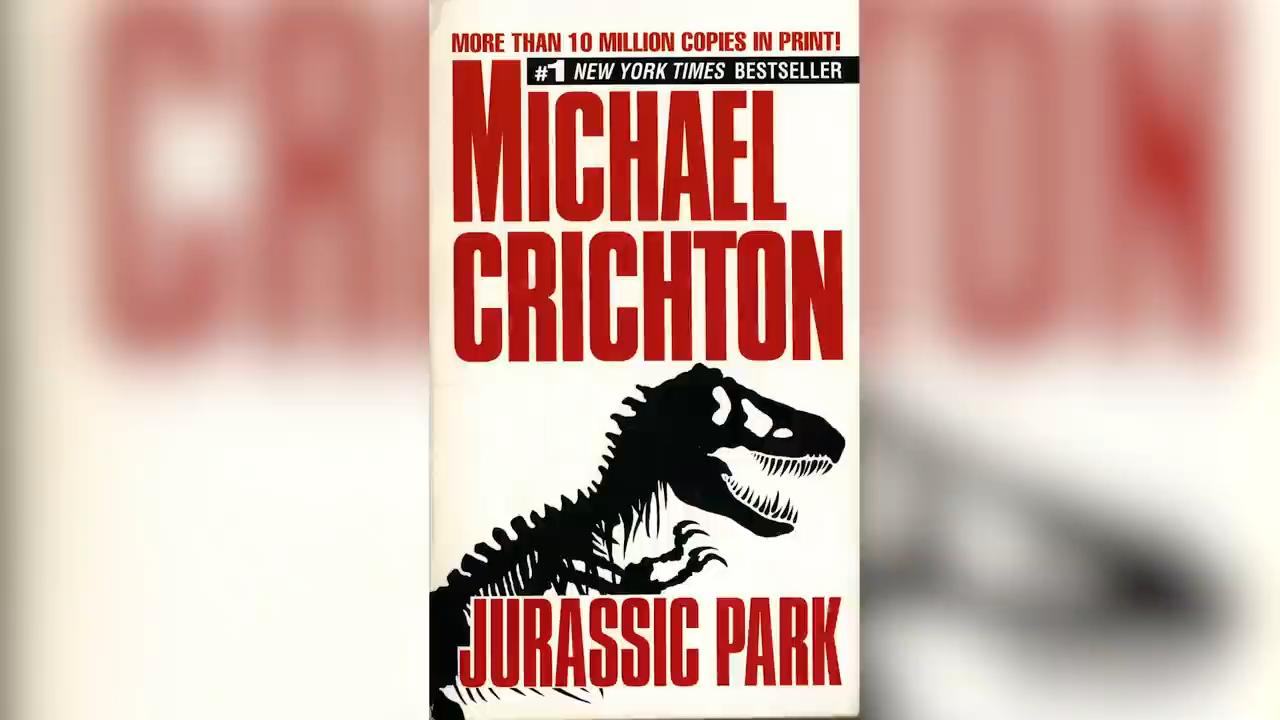 MORE THAN 10 MILLION COPIES IN PRINT!
#1 NEW YORK TIMES BESTSELLER
MICHAEL
CRICHTON
JURASSIC PARK